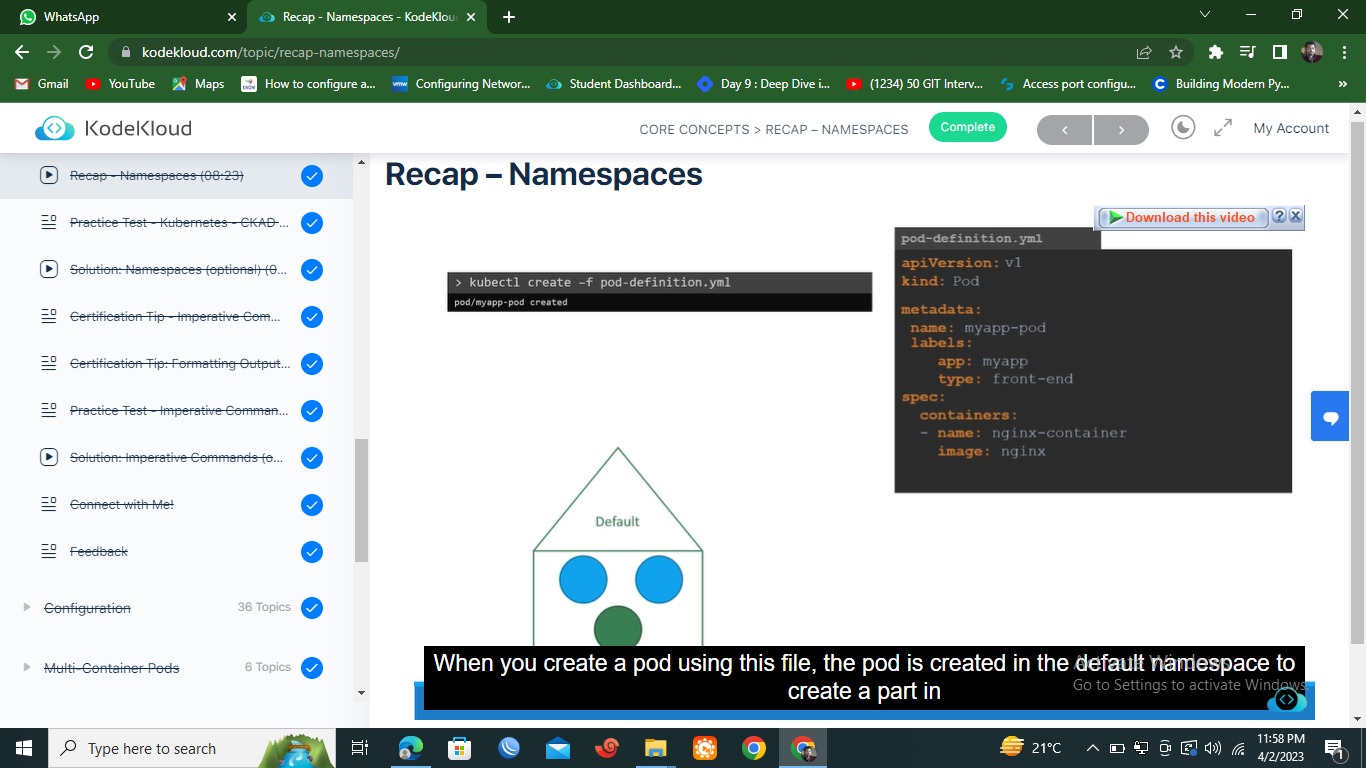 WhatsApp
Recap - Namespaces - KodeKlou
kodekloud.com/topic/recap-namespaces/
Gmail
YouTube
Maps
How to configure a...
Configuring Networ...
Student Dashboard...
Day 9 : Deep Dive i...
(1234) 50 GIT Interv...
Access port configu...
Building Modern Py...
»
KodeKloud
CORE CONCEPTS > RECAP – NAMESPACES
Complete
My Account
Recap - Namespaces (08:23)
Practice Test - Kubernetes - CKAD ...
Solution: Namespaces (optional) (0...
Certification Tip - Imperative Com...
Certification Tip: Formatting Output...
Practice Test - Imperative Comman...
Solution: Imperative Commands (o...
Connect with Me!
Feedback
Configuration 36 Topics
Multi-Container Pods 6 Topics
Recap – Namespaces
Download this video
> kubectl create –f pod-definition.yml
pod/myapp-pod created
pod-definition.yml
apiVersion: v1
kind: Pod
metadata:
name: myapp-pod
labels:
app: myapp
type: front-end
spec:
containers:
- name: nginx-container
image: nginx
Default
When you create a pod using this file, the pod is created in the default namespace to
create a part in
Activate Windows
Go to Settings to activate Windows.
Type here to search
21°C
11:58 PM
4/2/2023
1